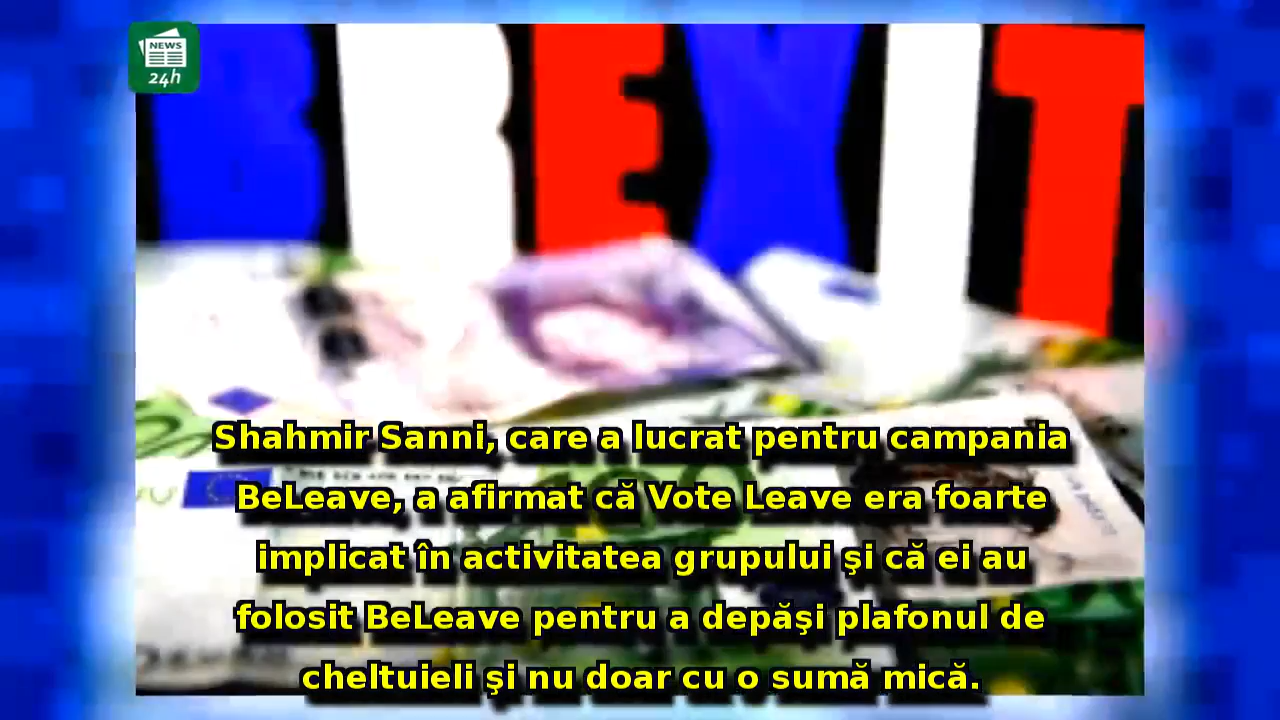 NEWS
24h
BREXIT
Shahmir Sanni, care a lucrat pentru campania
BeLeave, a afirmat că Vote Leave era foarte
implicat în activitatea grupului şi că ei au
folosit BeLeave pentru a depăşi plafonul de
cheltuieli şi nu doar cu o sumă mică.